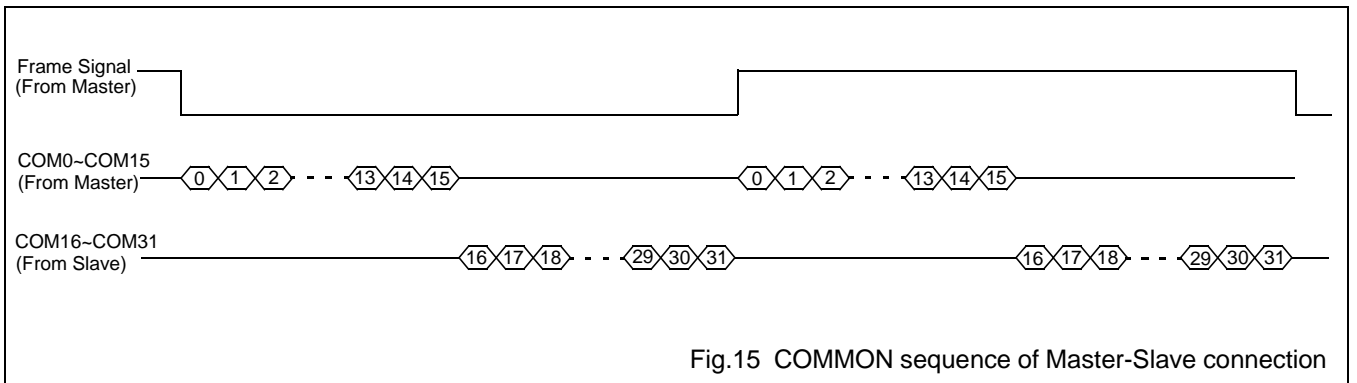 Frame Signal
(From Master)
COM0~COM15
(From Master)
0 1 2 13 14 15 0 1 2 13 14 15
COM16~COM31
(From Slave)
16 17 18 29 30 31 16 17 18 29 30 31
Fig.15 COMMON sequence of Master-Slave connection